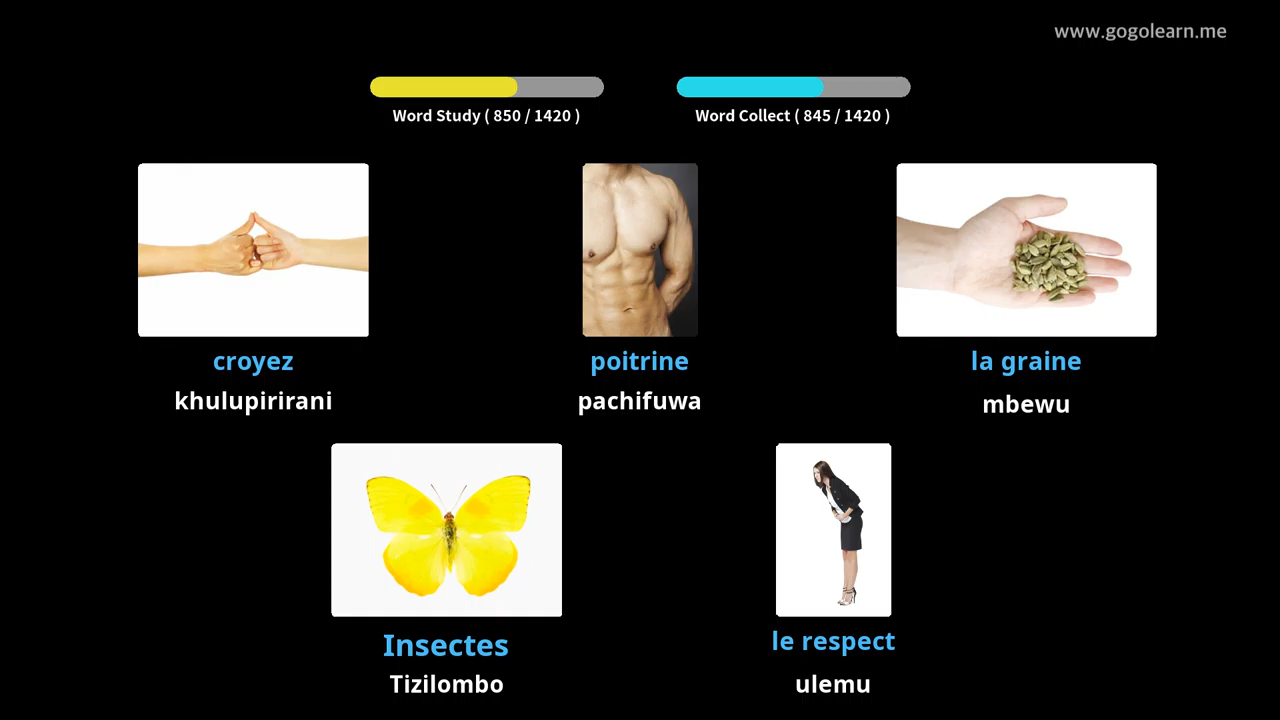 www.gogolearn.me
Word Study ( 850 / 1420 )
Word Collect ( 845 / 1420 )
croyez
khulupirirani
poitrine
pachifuwa
la graine
mbewu
Insectes
Tizilombo
le respect
ulemu